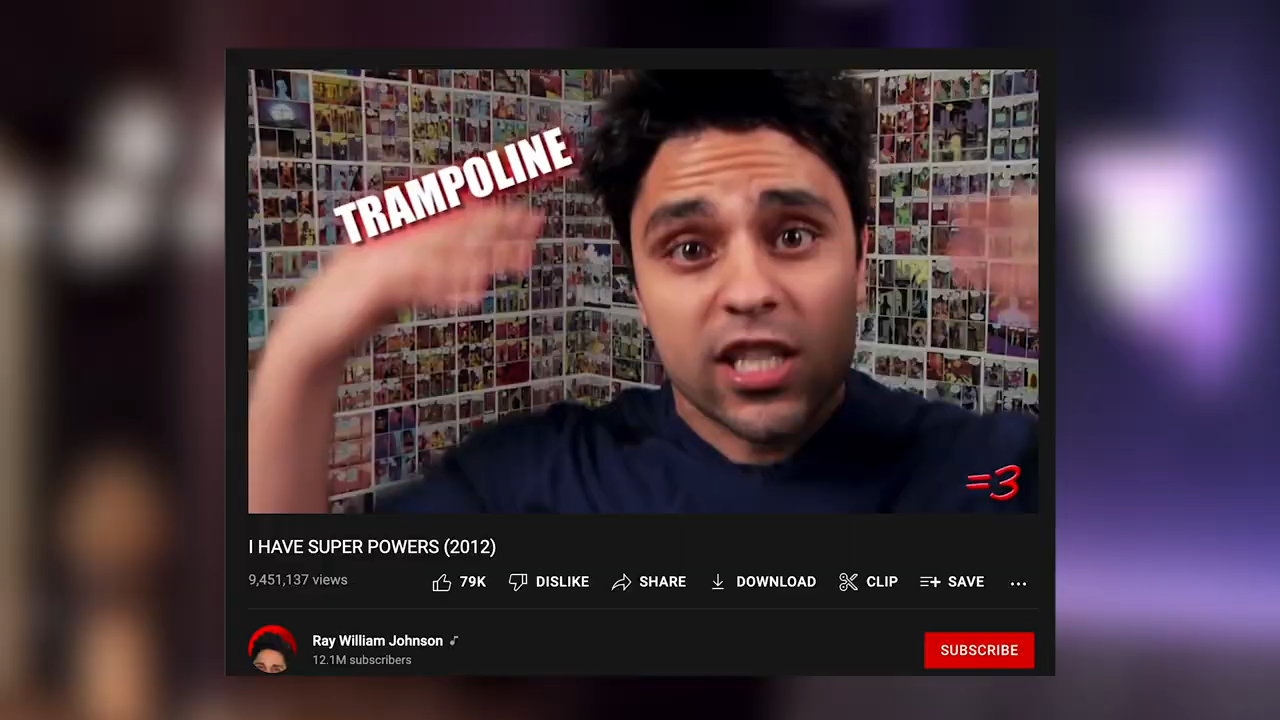 TRAMPOLINE
=3
I HAVE SUPER POWERS (2012)
9,451,137 views
79K
DISLIKE
SHARE
DOWNLOAD
CLIP
SAVE
...
Ray William Johnson
12.1M subscribers
SUBSCRIBE